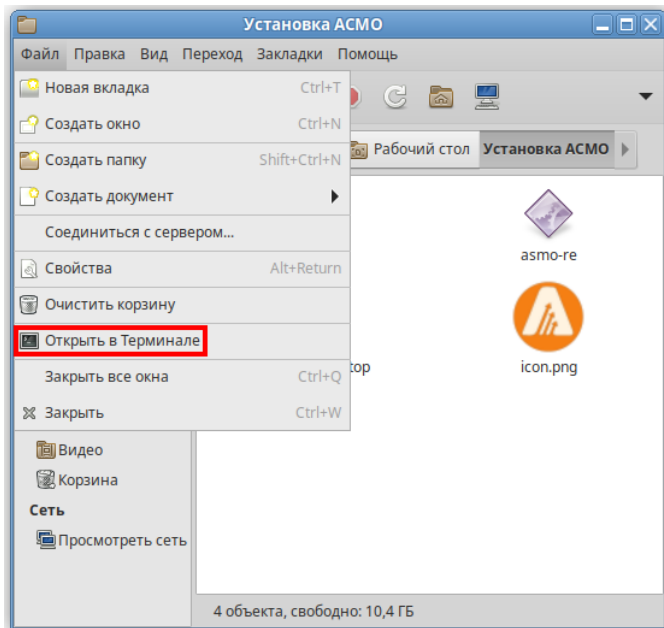 Установка АСМО
Файл Правка Вид Переход Закладки Помощь
Новая вкладка Ctrl+T
Создать окно Ctrl+N
Создать папку Shift+Ctrl+N
Создать документ
Соединиться с сервером...
Свойства Alt+Return
Очистить корзину
Открыть в Терминале
Закрыть все окна Ctrl+Q
Закрыть Ctrl+W
Рабочий стол Установка АСМО
asmo-re
top icon.png
Видео
Корзина
Сеть
Просмотреть сеть
4 объекта, свободно: 10,4 ГБ